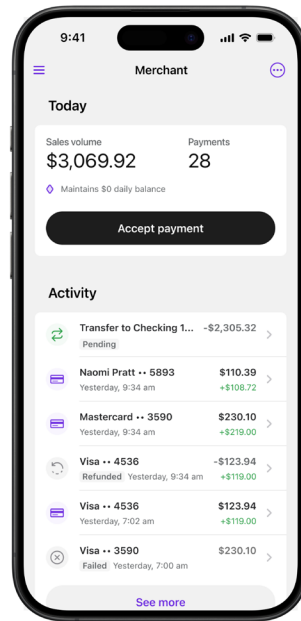 9:41
Merchant
Today
Sales volume
Payments
$3,069.92
28
Maintains $0 daily balance
Accept payment
Activity
Transfer to Checking 1... -$2,305.32
Pending
Naomi Pratt •• 5893 $110.39
Yesterday, 9:34 am +$108.72
Mastercard •• 3590 $230.10
Yesterday, 9:34 am +$219.00
Visa •• 4536 -$123.94
Refunded Yesterday, 9:34 am +$119.00
Visa •• 4536 $123.94
Yesterday, 7:02 am +$119.00
Visa •• 3590 $230.10
Failed Yesterday, 7:00 am
See more